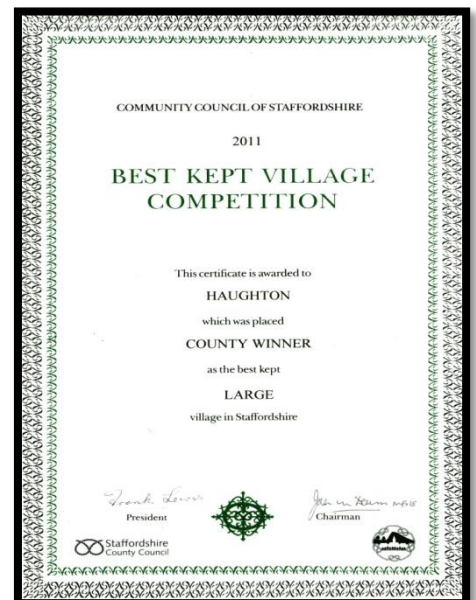 COMMUNITY COUNCIL OF STAFFORDSHIRE
2011
BEST KEPT VILLAGE
COMPETITION
This certificate is awarded to
HAUGHTON
which was placed
COUNTY WINNER
as the best kept
LARGE
village in Staffordshire
President
Chairman
Staffordshire
County Council